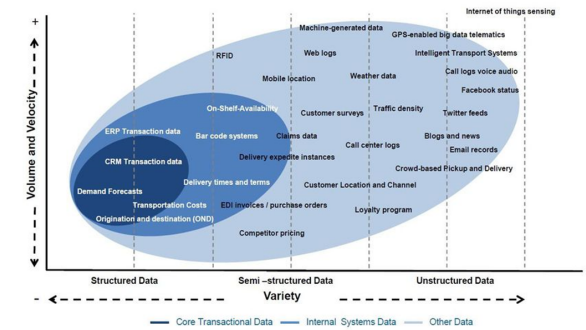 Internet of things sensing
+
Machine-generated data
GPS-enabled big data telematics
RFID
Web logs
Intelligent Transport Systems
Mobile location
Weather data
Call logs voice audio
Facebook status
On-Shelf-Availability
Customer surveys
Traffic density
Twitter feeds
ERP Transaction data
Bar code systems
Claims data
Call center logs
Blogs and news
Email records
CRM Transaction data
Delivery expedite instances
Crowd-based Pickup and Delivery
Demand Forecasts
Delivery times and terms
Customer Location and Channel
Transportation Costs
EDI invoices / purchase orders
Loyalty program
Origination and destination (OND)
Competitor pricing
Volume and Velocity
-
Structured Data
Semi –structured Data
Unstructured Data
-
Variety
+
Core Transactional Data
Internal Systems Data
Other Data